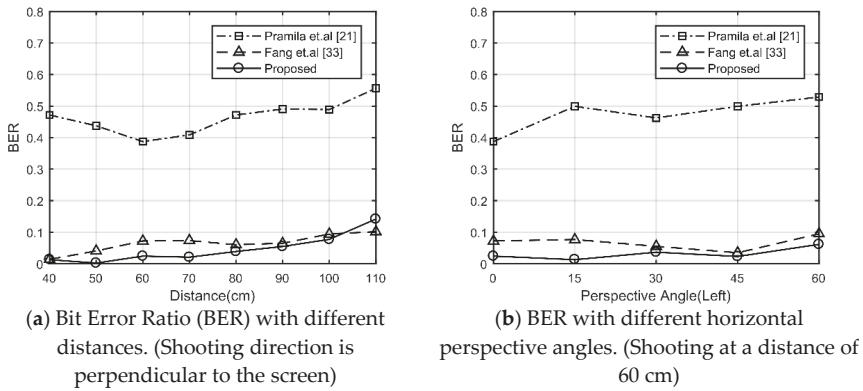 0.8
0.7
0.6
0.5
0.4
0.3
0.2
0.1
0
BER
Pramila et.al [21]
Fang et.al [33]
Proposed
40 50 60 70 80 90 100 110
Distance(cm)
(a) Bit Error Ratio (BER) with different
distances. (Shooting direction is
perpendicular to the screen)
0.8
0.7
0.6
0.5
0.4
0.3
0.2
0.1
0
BER
Pramila et.al [21]
Fang et.al [33]
Proposed
0 15 30 45 60
Perspective Angle(Left)
(b) BER with different horizontal
perspective angles. (Shooting at a distance of
60 cm)